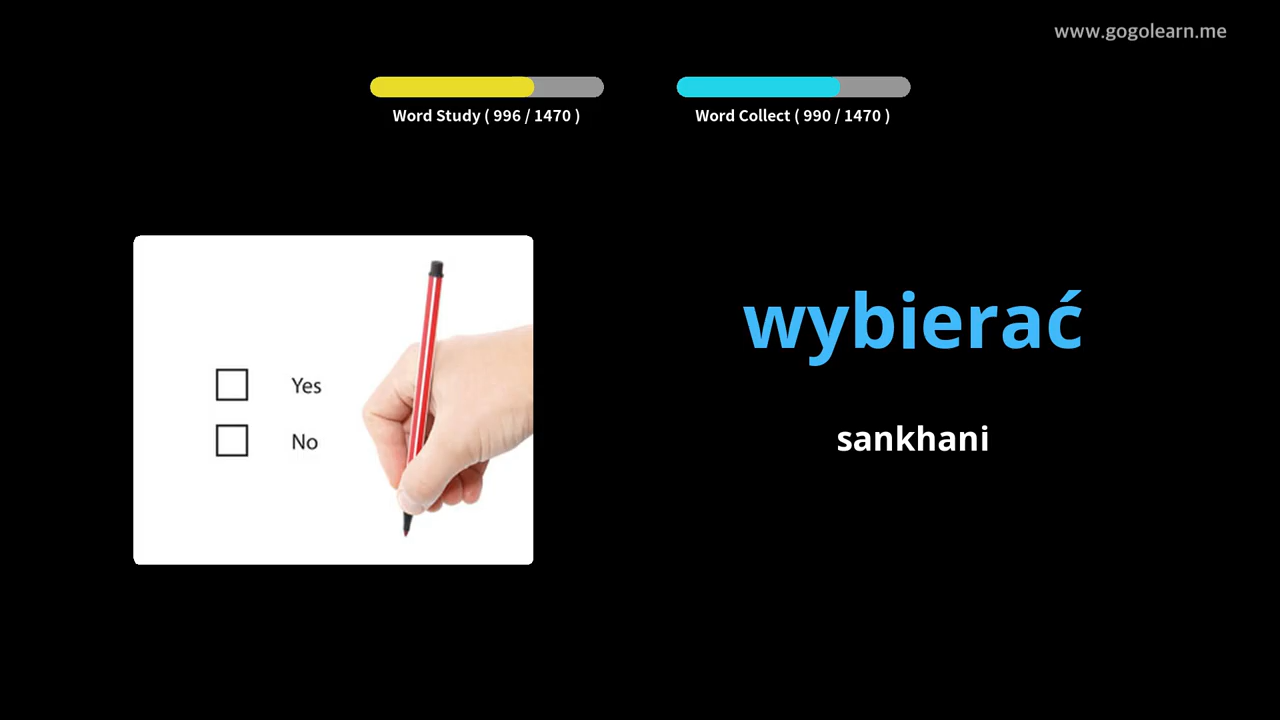 www.gogolearn.me
Word Study ( 996 / 1470 )
Word Collect ( 990 / 1470 )
Yes
No
wybierać
sankhani